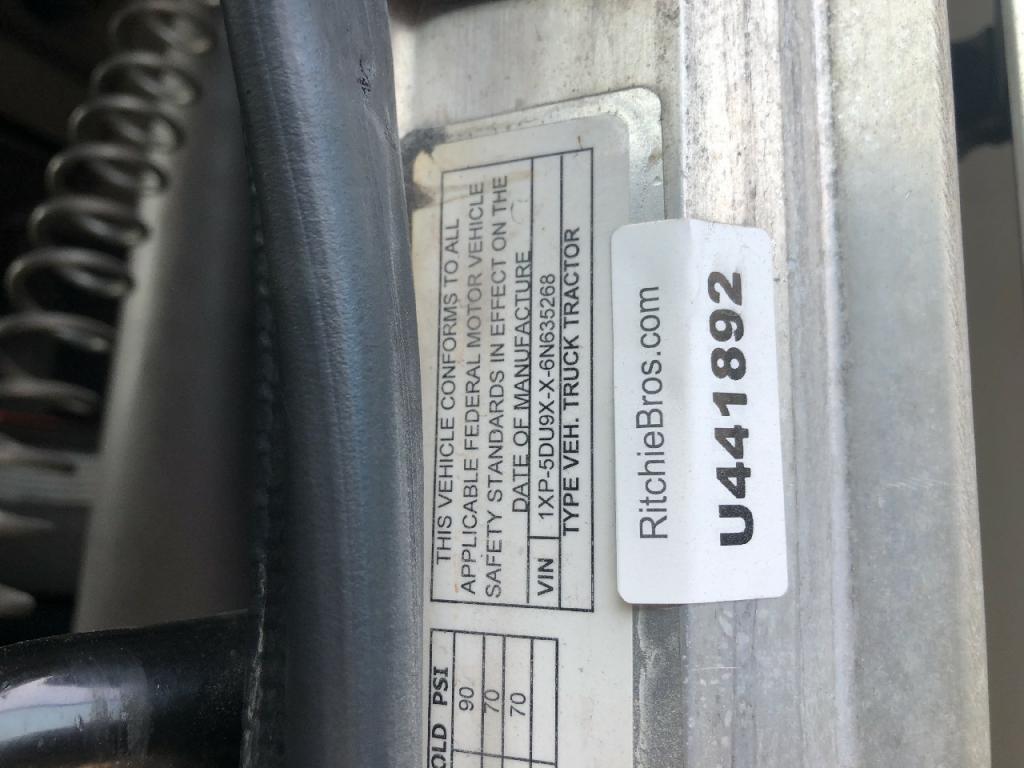 THIS VEHICLE CONFORMS TO ALL
APPLICABLE FEDERAL MOTOR VEHICLE
SAFETY STANDARDS IN EFFECT ON THE
DATE OF MANUFACTURE
VIN 1XP-5DU9X-X-6N635268
TYPE VEH. TRUCK TRACTOR
OLD PSI
90
70
70
RitchieBros.com
U441892